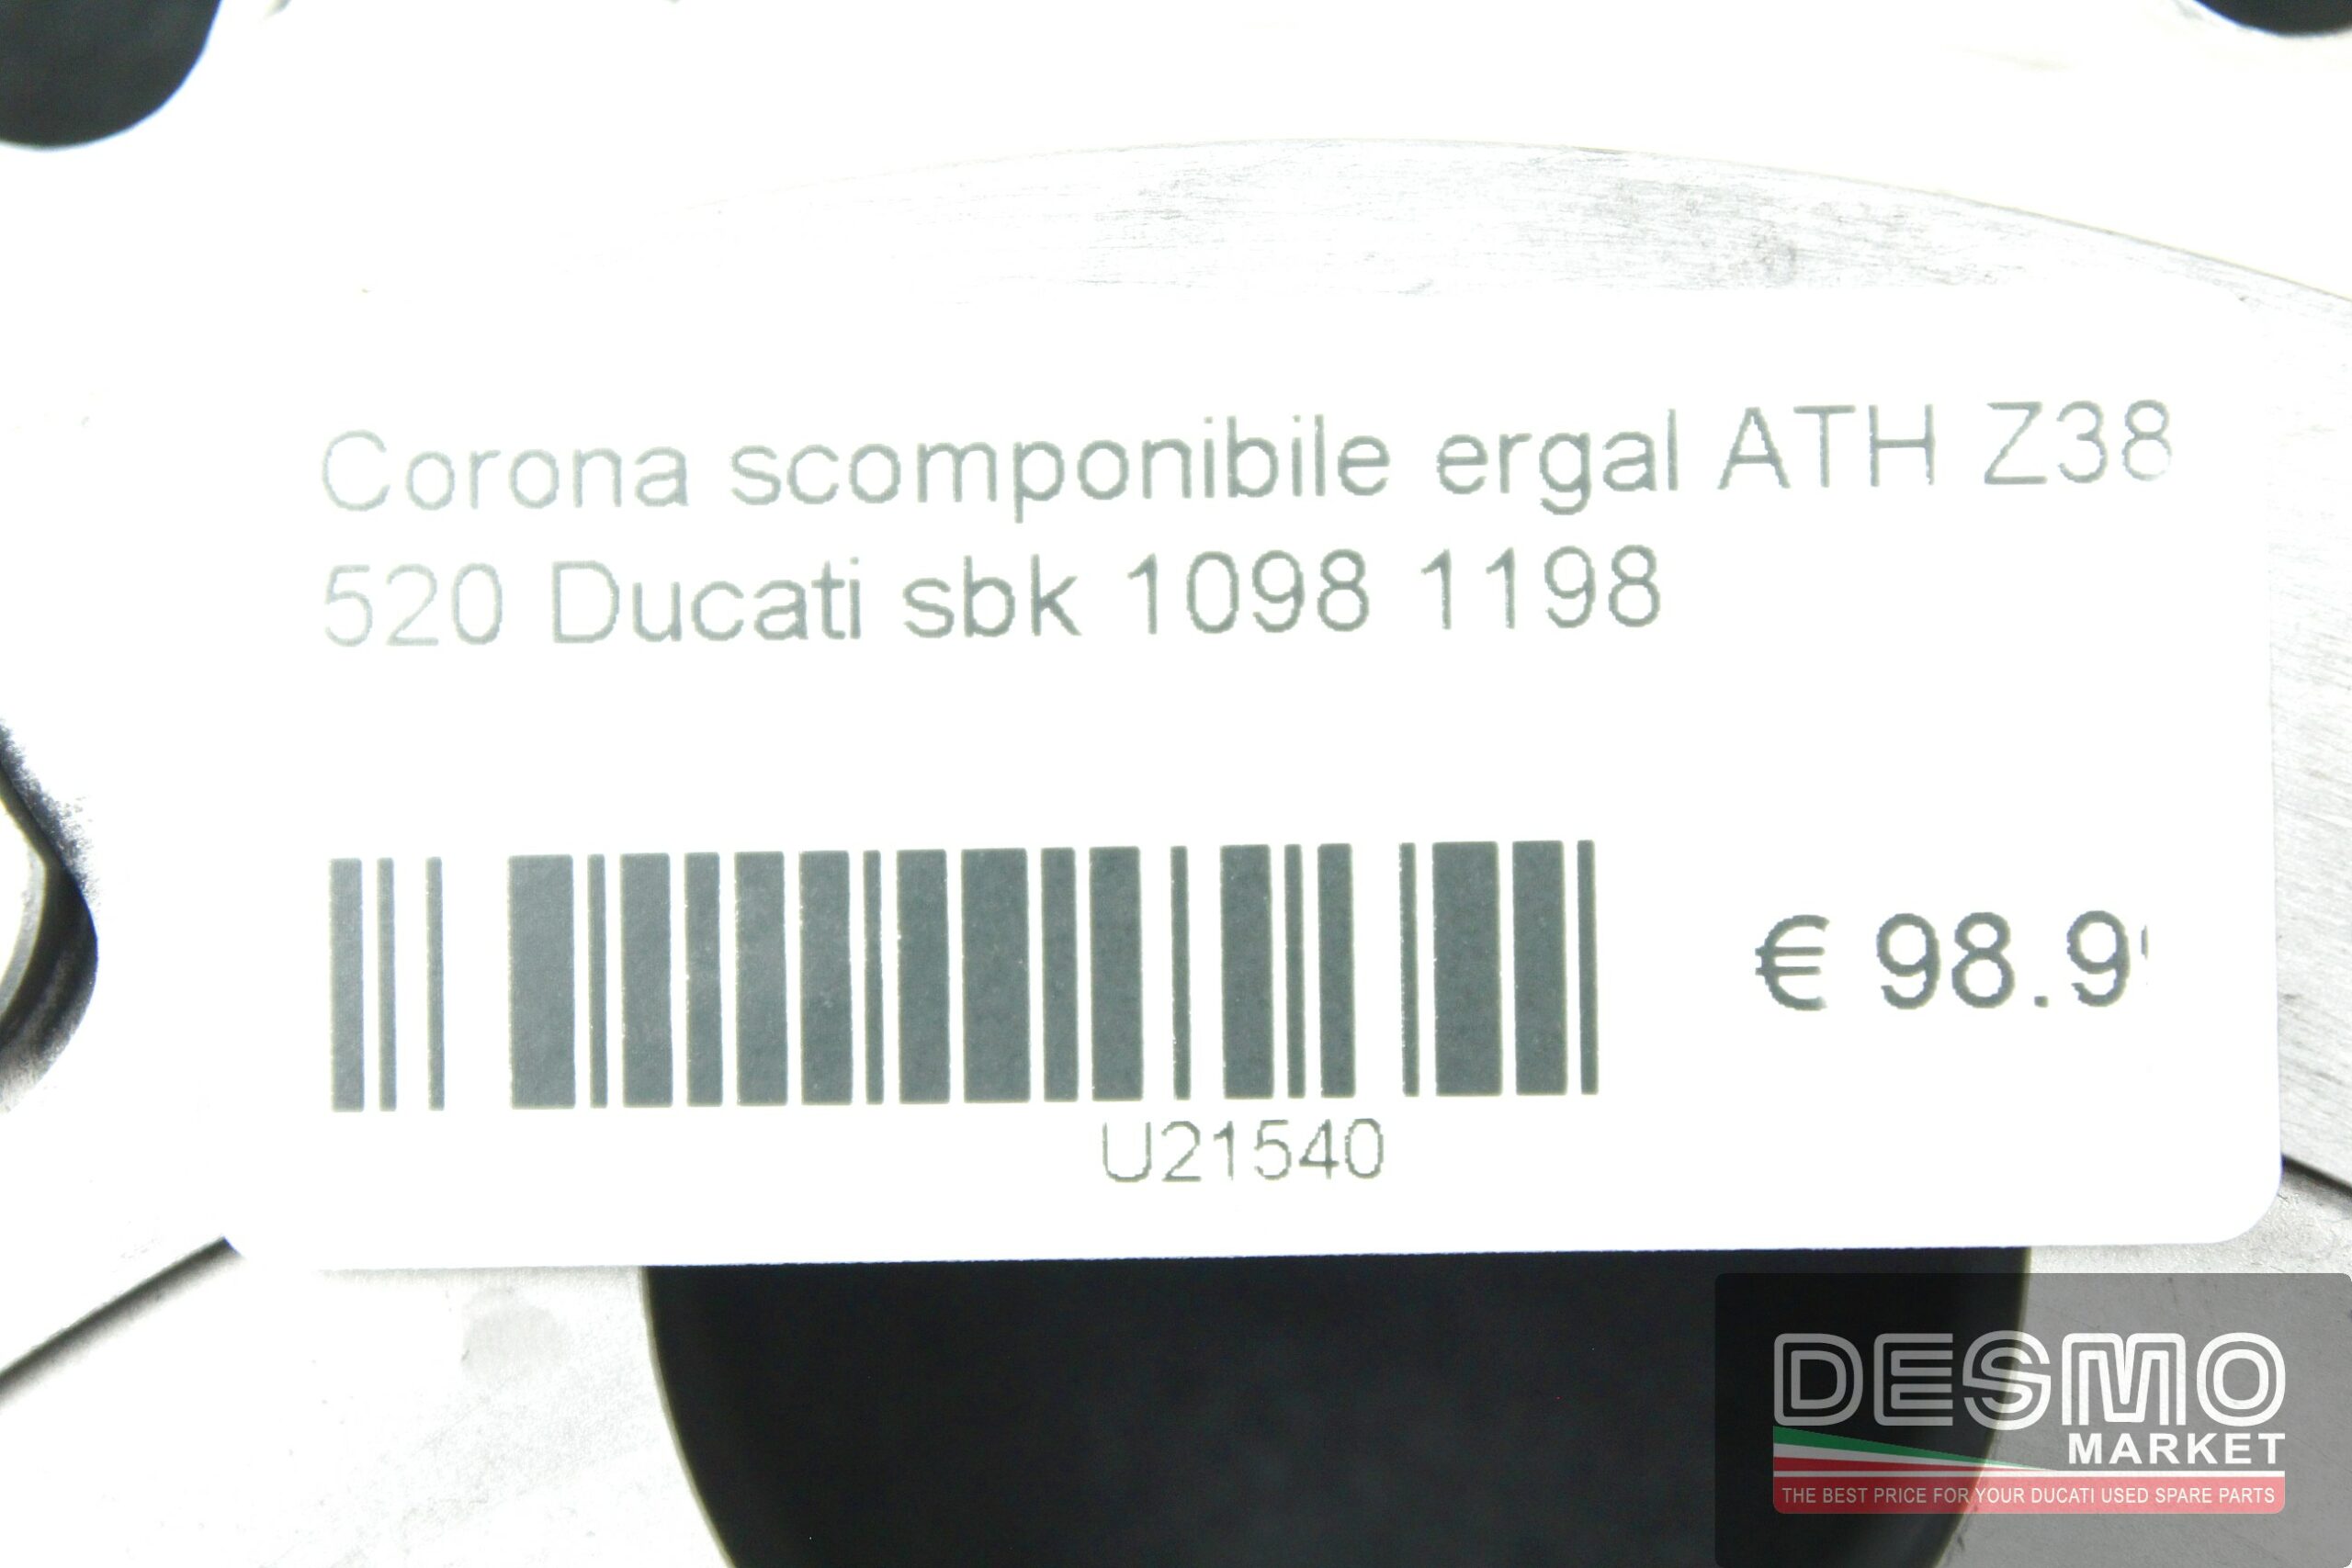 Corona scomponibile ergal ATH Z38
520 Ducati sbk 1098 1198
€ 98.9
U21540
DESMO
MARKET
THE BEST PRICE FOR YOUR DUCATI USED SPARE PARTS